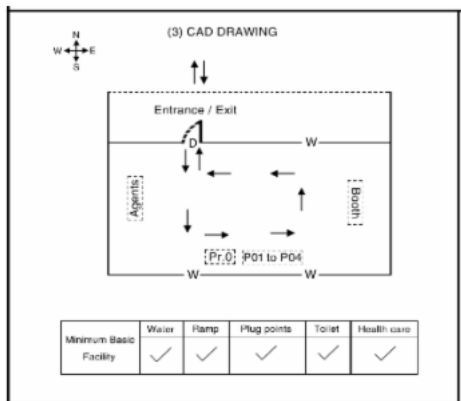 (3) CAD DRAWING
N
W E
S
Entrance / Exit
D W
Agents
Booth
Pr.0 P01 to P04
W W
Minimum Basic Facility Water Ramp Plug points Toilet Health care